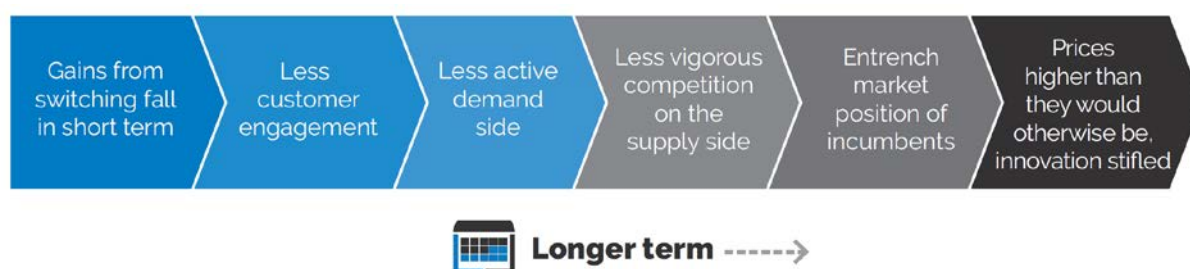 Gains from
switching fall
in short term
Less
customer
engagement
Less active
demand
side
Less vigorous
competition
on the
supply side
Entrench
market
position of
incumbents
Prices
higher than
they would
otherwise be,
innovation stifled
Longer term